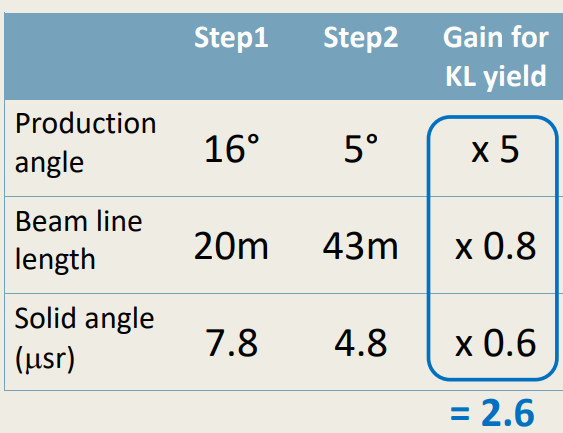 Step1 Step2 Gain for
KL yield
Production
angle 16° 5° x 5
Beam line
length 20m 43m x 0.8
Solid angle
(μsr) 7.8 4.8 x 0.6
= 2.6